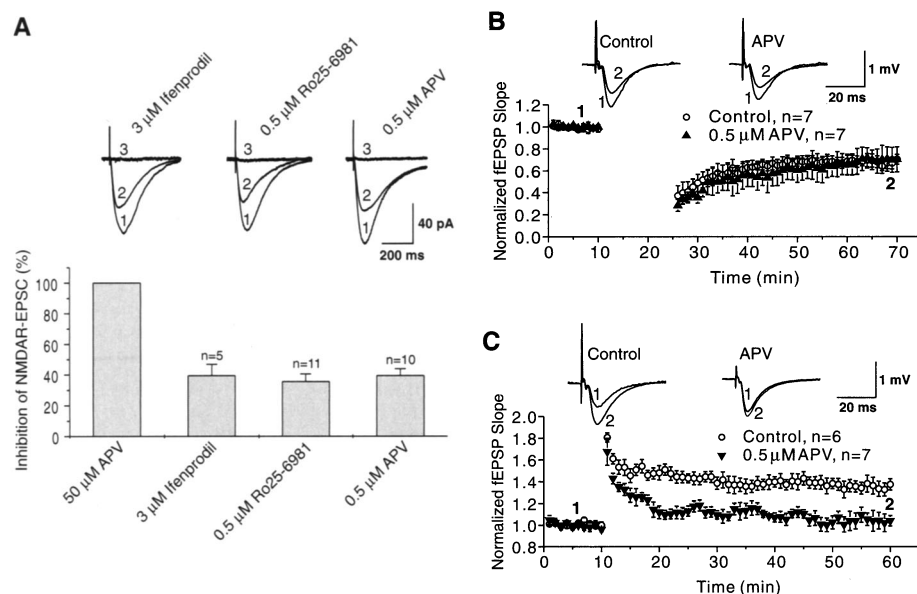 A
3 µM Ifenprodil
0.5 µM Ro25-6981
0.5 µM APV
3
2
1
3
2
1
3
2
1
40 pA
200 ms
Inhibition of NMDAR-EPSC (%)
100
80
60
40
20
0
n=5
n=11
n=10
50 µM APV
3 µM Ifenprodil
0.5 µM Ro25-6981
0.5 µM APV
B
Control
APV
2
1
2
1
1 mV
20 ms
Normalized fEPSP Slope
1.2
1.0
0.8
0.6
0.4
0.2
0.0
1
Control, n=7
0.5 µM APV, n=7
2
0 10 20 30 40 50 60 70
Time (min)
C
Control
APV
1
2
1
2
1 mV
20 ms
Normalized fEPSP Slope
2.0
1.8
1.6
1.4
1.2
1.0
0.8
1
Control, n=6
0.5 µM APV, n=7
2
0 10 20 30 40 50 60
Time (min)